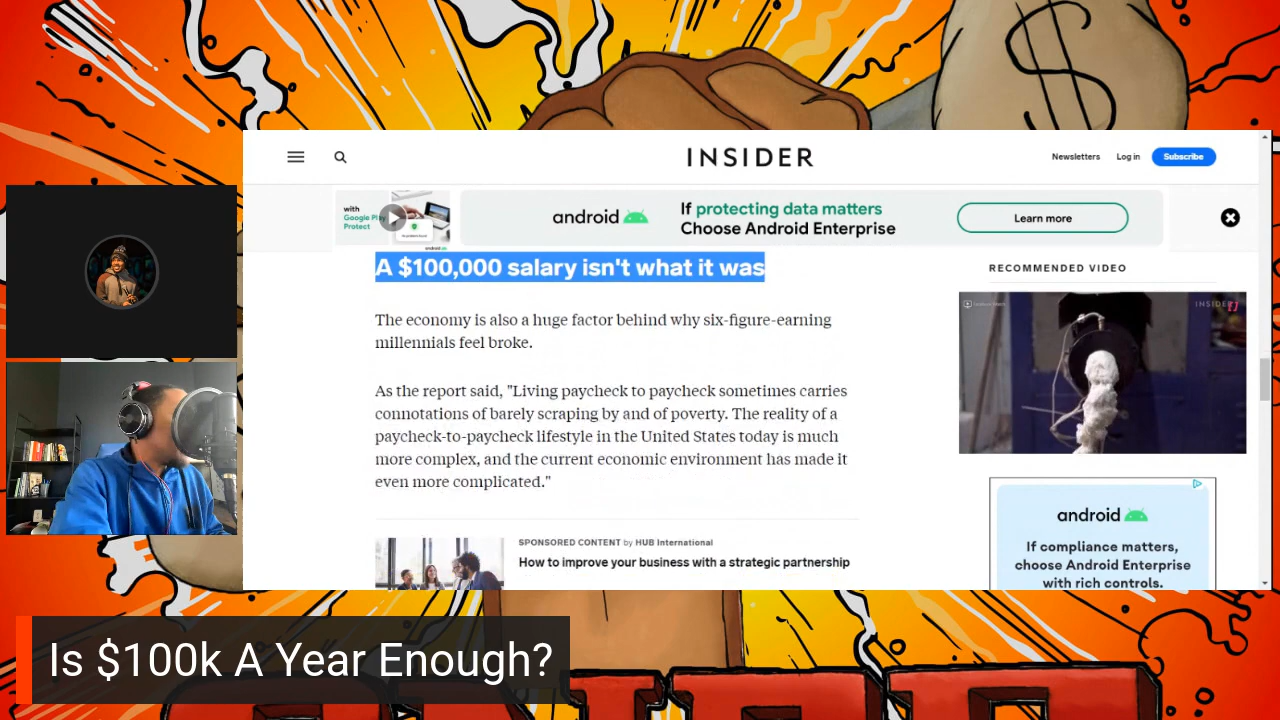 INSIDER
Newsletters
Log in
Subscribe
with
Google Play
Protect
android
If protecting data matters
Choose Android Enterprise
Learn more
A $100,000 salary isn't what it was
The economy is also a huge factor behind why six-figure-earning
millennials feel broke.
As the report said, "Living paycheck to paycheck sometimes carries
connotations of barely scraping by and of poverty. The reality of a
paycheck-to-paycheck lifestyle in the United States today is much
more complex, and the current economic environment has made it
even more complicated."
SPONSORED CONTENT by HUB International
How to improve your business with a strategic partnership
RECOMMENDED VIDEO
INSIDER
android
If compliance matters,
choose Android Enterprise
with rich controls.
$
Is $100k A Year Enough?